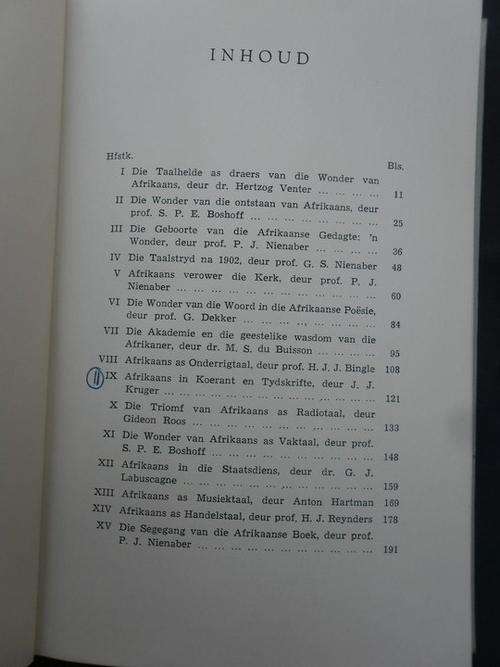 INHOUD
Hfstk.
Bls.
I Die Taalhelde as draers van die Wonder van
Afrikaans, deur dr. Hertzog Venter ... ... ... ... 11
II Die Wonder van die ontstaan van Afrikaans, deur
prof. S. P. E. Boshoff ... ... ... ... ... ... ... ... 25
III Die Geboorte van die Afrikaanse Gedagte: 'n
Wonder, deur prof. P. J. Nienaber ... ... ... ... 36
IV Die Taalstryd na 1902, deur prof. G. S. Nienaber 48
V Afrikaans verower die Kerk, deur prof. P. J.
Nienaber ... ... ... ... ... ... ... ... ... ... ... ... 60
VI Die Wonder van die Woord in die Afrikaanse Poësie,
deur prof. G. Dekker ... ... ... ... ... ... ... ... 84
VII Die Akademie en die geestelike wasdom van die
Afrikaner, deur dr. M. S. du Buisson ... ... ... 95
VIII Afrikaans as Onderrigtaal, deur prof. H. J. J. Bingle 108
11 IX Afrikaans in Koerant en Tydskrifte, deur J. J.
Kruger ... ... ... ... ... ... ... ... ... ... ... ... 121
X Die Triomf van Afrikaans as Radiotaal, deur
Gideon Roos ... ... ... ... ... ... ... ... ... ... 133
XI Die Wonder van Afrikaans as Vaktaal, deur prof.
S. P. E. Boshoff ... ... ... ... ... ... ... ... ... 148
XII Afrikaans in die Staatsdiens, deur dr. G. J.
Labuscagne ... ... ... ... ... ... ... ... ... ... 159
XIII Afrikaans as Musiektaal, deur Anton Hartman 169
XIV Afrikaans as Handelstaal, deur prof. H. J. Reynders 178
XV Die Segegang van die Afrikaanse Boek, deur prof.
P. J. Nienaber ... ... ... ... ... ... ... ... ... ... 191